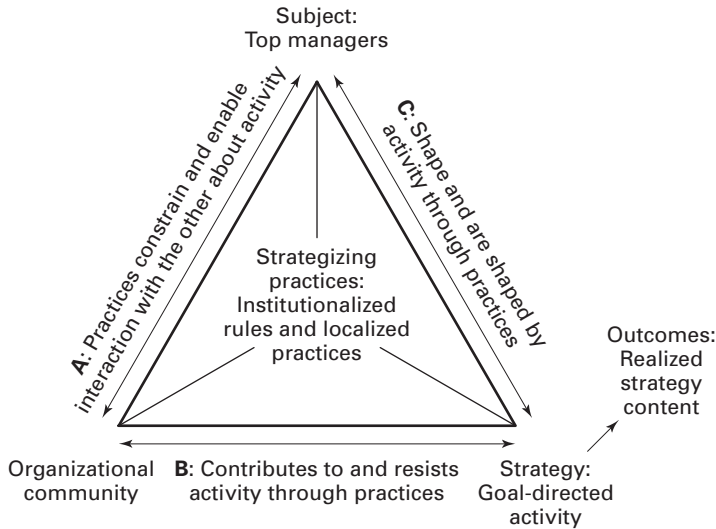 Subject:
Top managers
A: Practices constrain and enable
interaction with the other about activity
C: Shape and are shaped by
activity through practices
Strategizing
practices:
Institutionalized
rules and localized
practices
Outcomes:
Realized
strategy
content
Organizational
community
B: Contributes to and resists
activity through practices
Strategy:
Goal-directed
activity